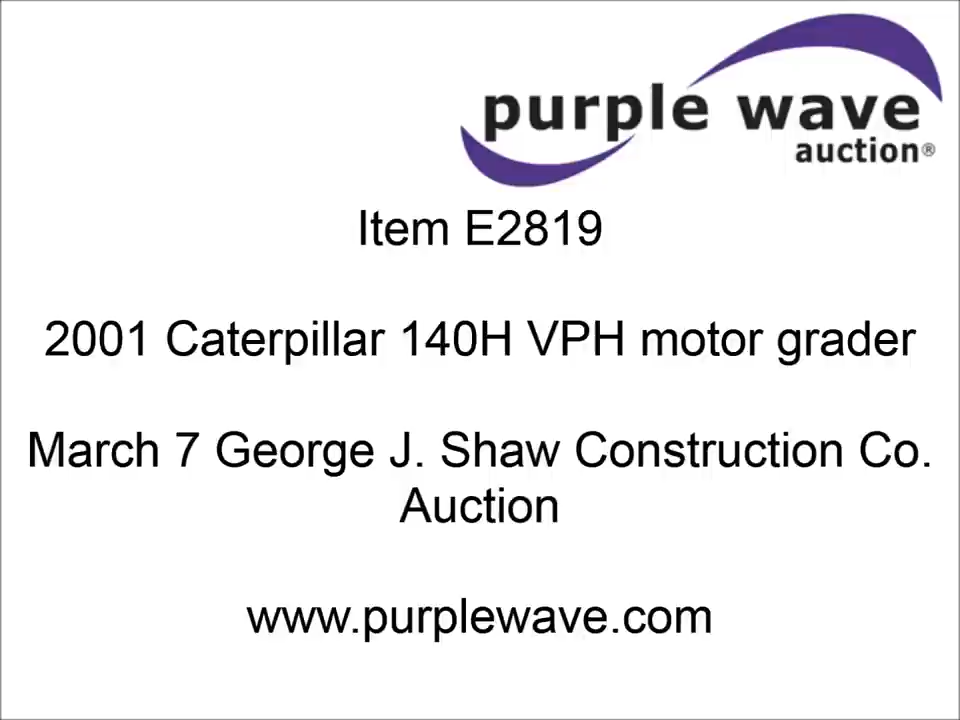 purple wave
auction®
Item E2819
2001 Caterpillar 140H VPH motor grader
March 7 George J. Shaw Construction Co.
Auction
www.purplewave.com